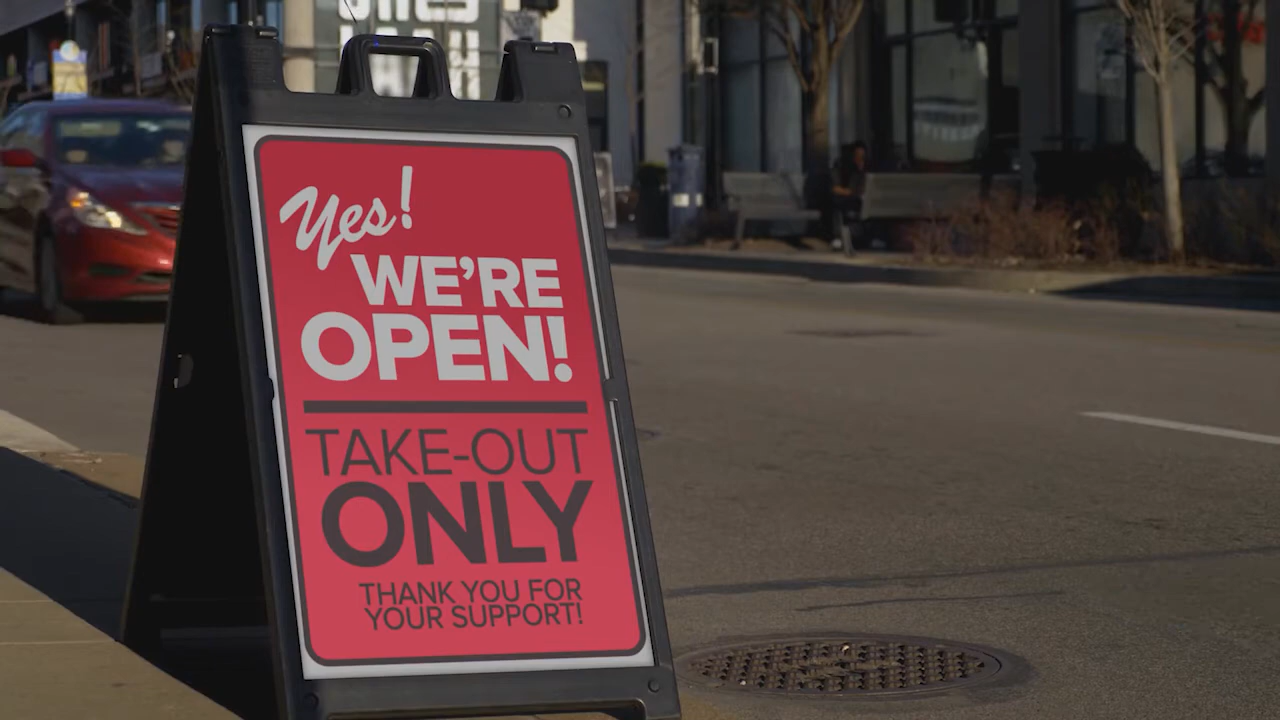 Yes!
WE'RE
OPEN!
TAKE-OUT
ONLY
THANK YOU FOR
YOUR SUPPORT!